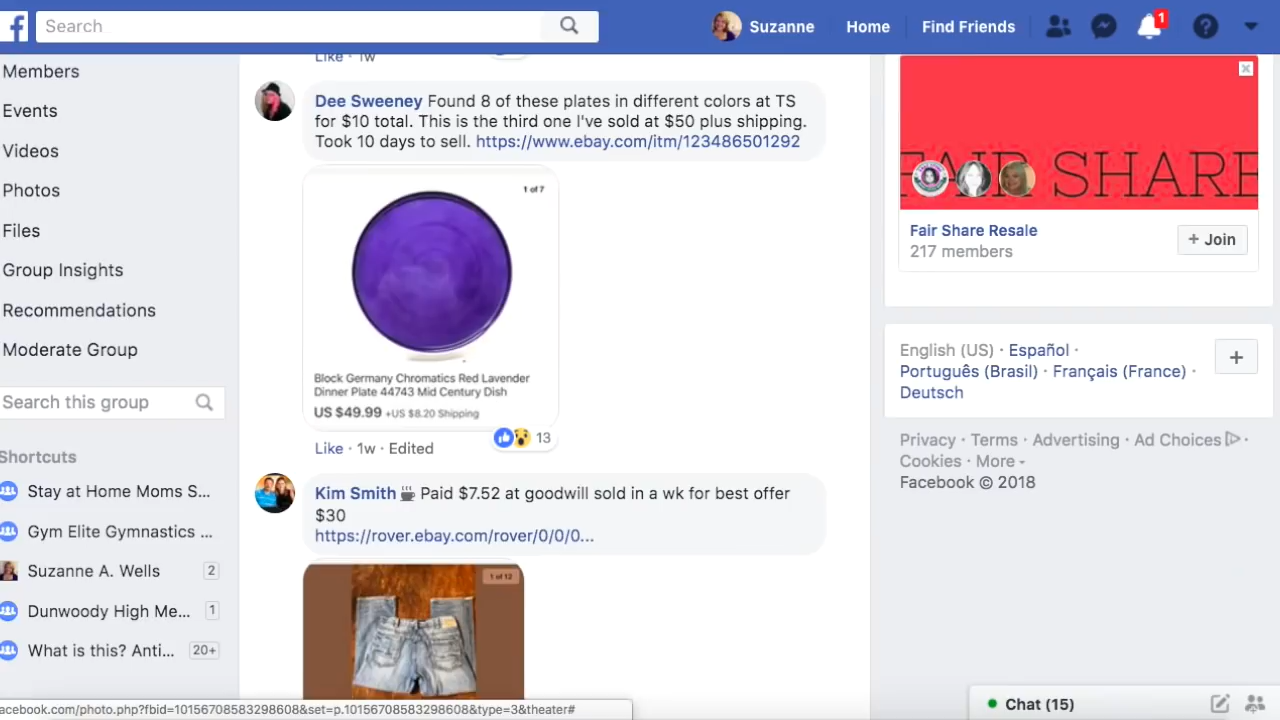 f
Search
Suzanne
Home
Find Friends
1
?
Members
Events
Videos
Photos
Files
Group Insights
Recommendations
Moderate Group
Search this group
Shortcuts
Stay at Home Moms S...
Gym Elite Gymnastics ...
Suzanne A. Wells 2
Dunwoody High Me... 1
What is this? Anti... 20+
Like · 1w
Dee Sweeney Found 8 of these plates in different colors at TS
for $10 total. This is the third one I've sold at $50 plus shipping.
Took 10 days to sell. https://www.ebay.com/itm/123486501292
1 of 7
Block Germany Chromatics Red Lavender
Dinner Plate 44743 Mid Century Dish
US $49.99 +US $8.20 Shipping
13
Like · 1w · Edited
Kim Smith ☕ Paid $7.52 at goodwill sold in a wk for best offer
$30
https://rover.ebay.com/rover/0/0/0...
1 of 12
FAIR SHARE
Fair Share Resale
217 members
+ Join
English (US) · Español ·
Português (Brasil) · Français (France) ·
Deutsch
+
Privacy · Terms · Advertising · Ad Choices ·
Cookies · More
Facebook © 2018
Chat (15)
acebook.com/photo.php?fbid=10156708583298608&set=p.10156708583298608&type=3&theater#